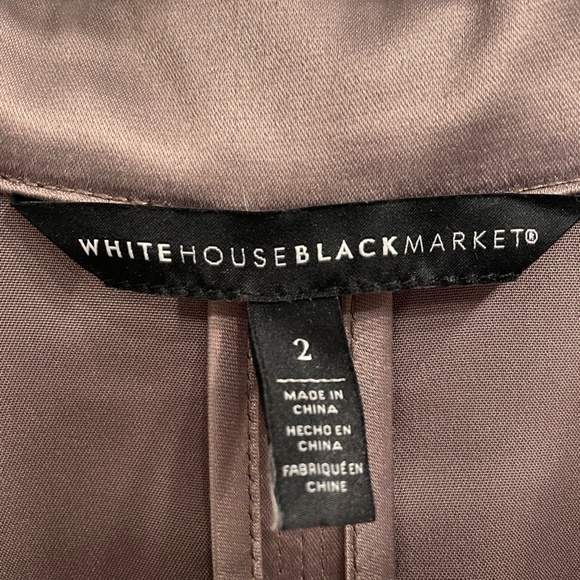 WHITEHOUSEBLACKMARKET®
2
MADE IN
CHINA
HECHO EN
CHINA
FABRIQUÉ EN
CHINE